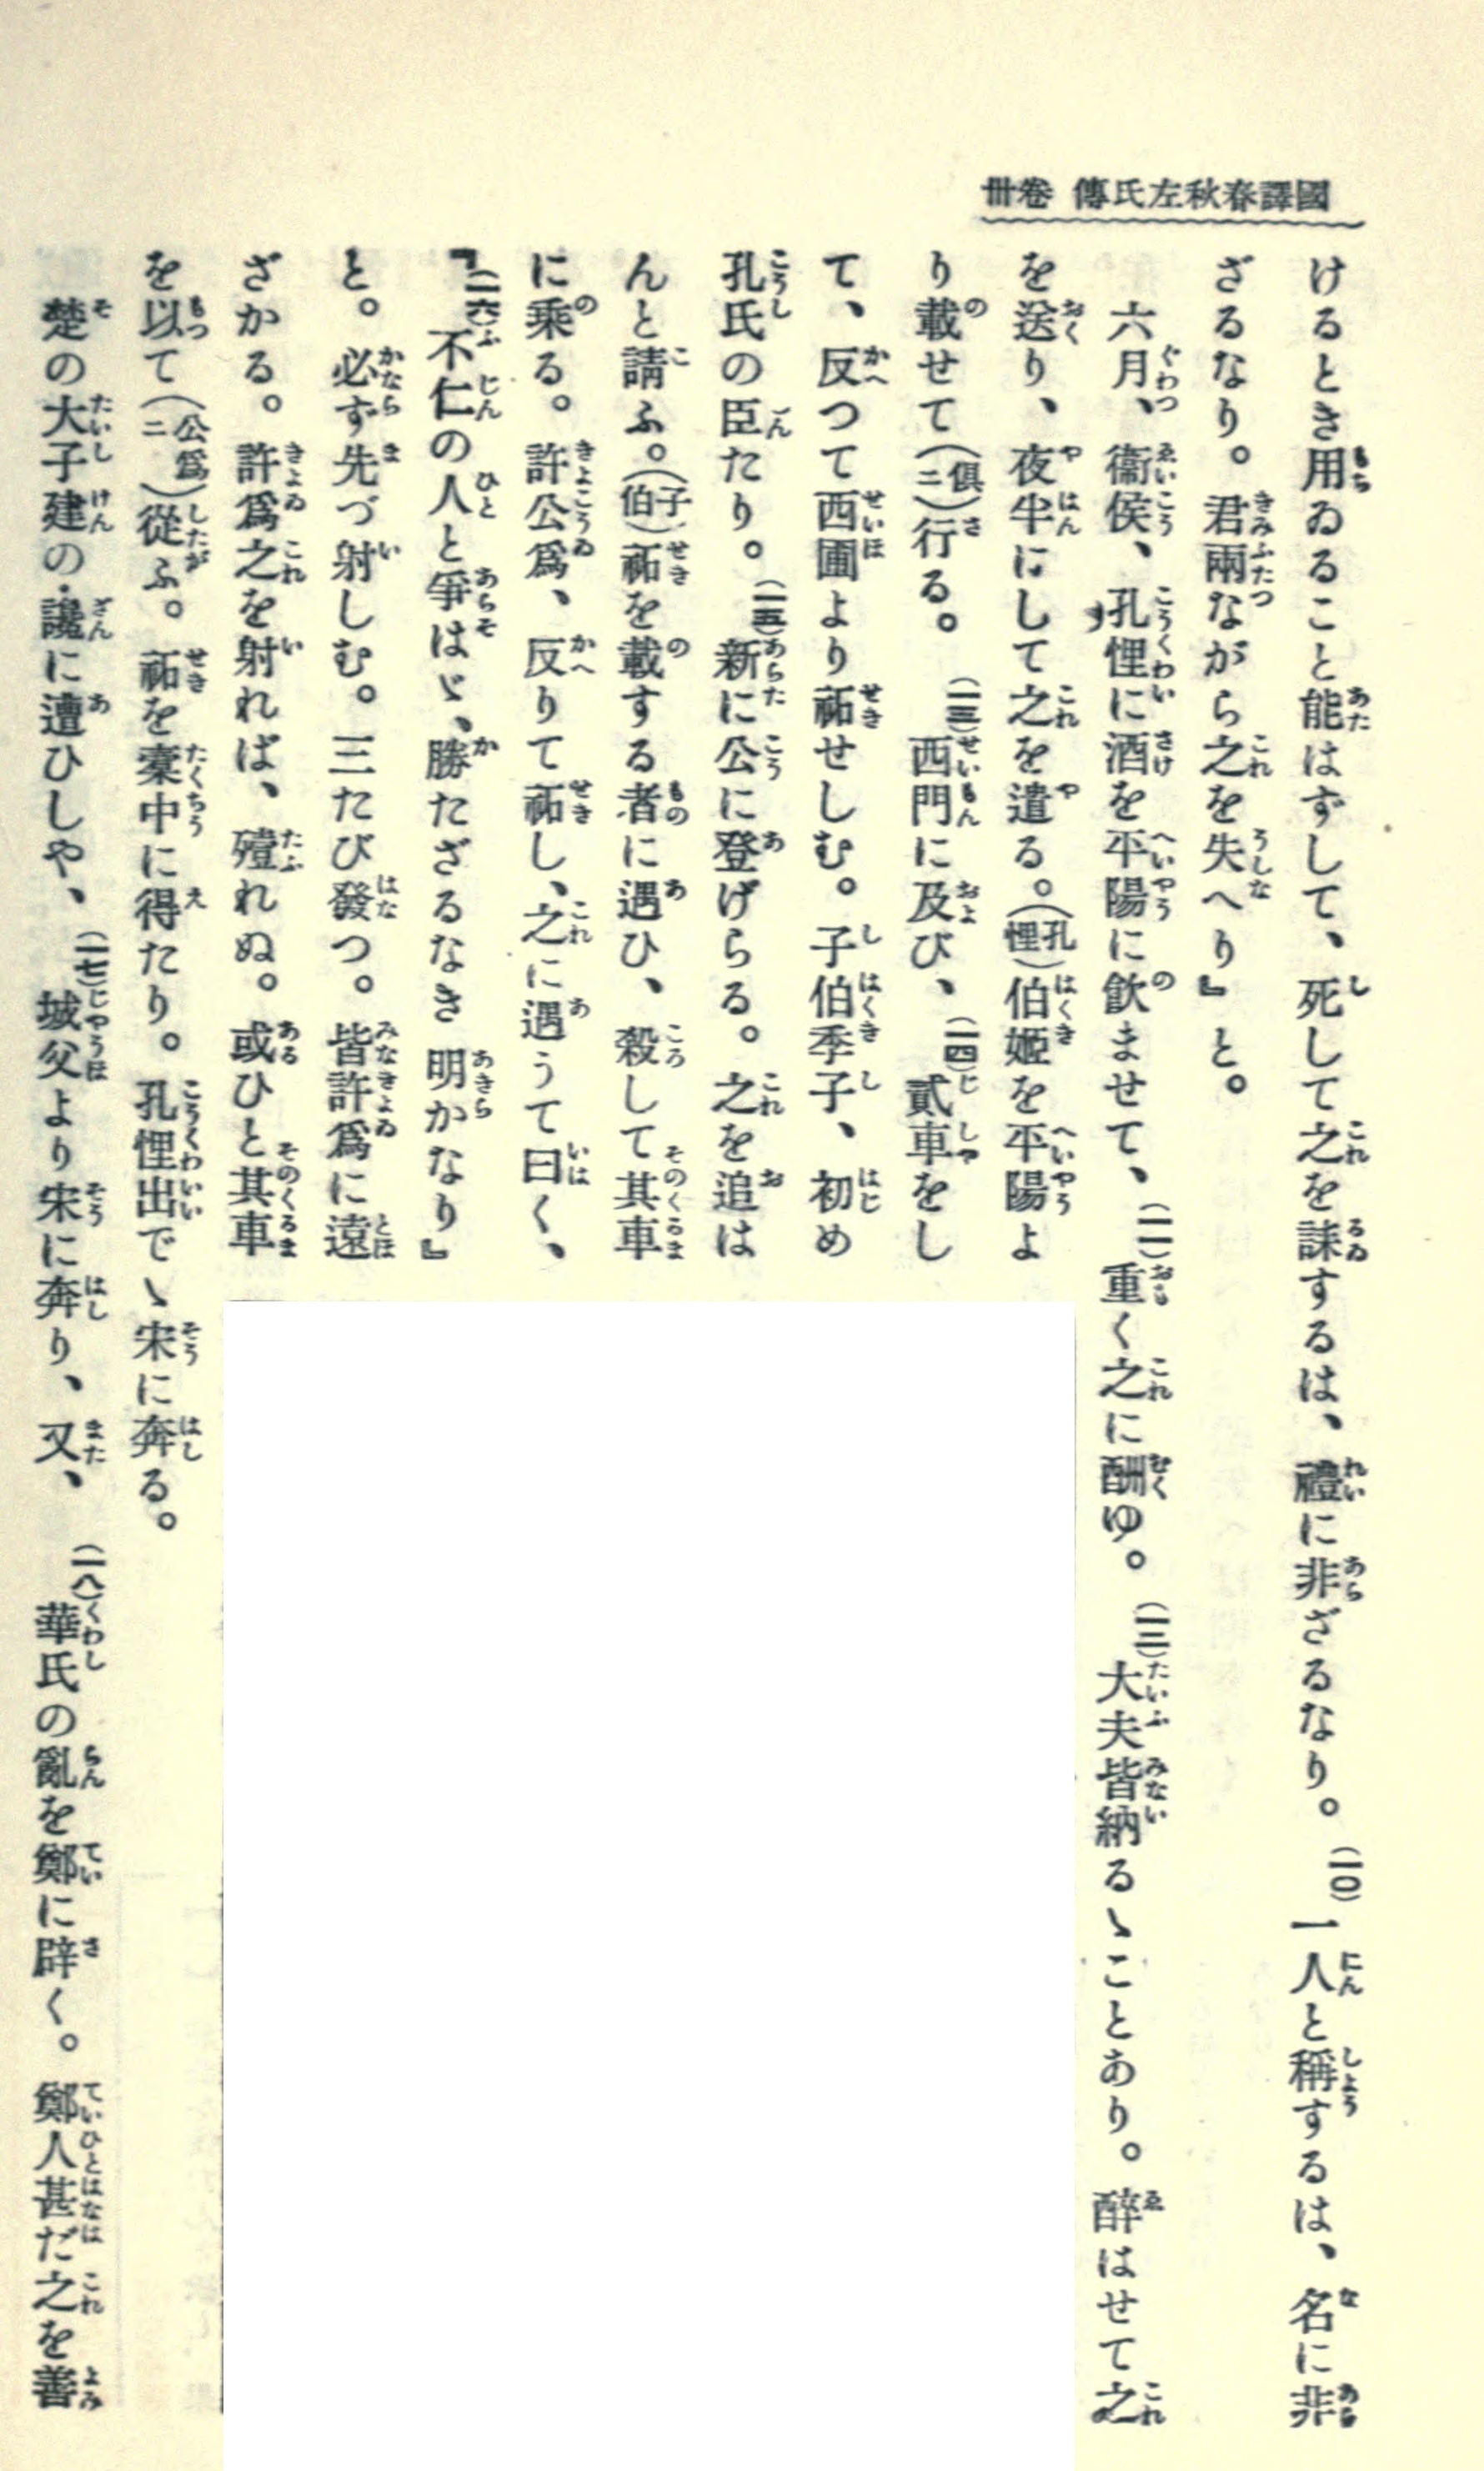 國譯春秋左氏傳 卷卅
けるとき用ゐること能はずして、死して之を誄するは、禮に非ざるなり。(一〇)一人と稱するは、名に非
ざるなり。君兩ながら之を失へり』と。
六月、衞侯、孔悝に酒を平陽に飮ませて、(一一)重く之に酬ゆ。(一二)大夫皆納るゝことあり。醉はせて之
を送り、夜半にして之を遣る。(孔悝)伯姬を平陽よ
り載せて(倶ニ)行る。(一三)西門に及び、(一四)貳車をし
て、反つて西圃より祏せしむ。子伯季子、初め
孔氏の臣たり。(一五)新に公に登げらる。之を追は
んと請ふ。(子伯)祏を載する者に遇ひ、殺して其車
に乘る。許公爲、反りて祏し、之に遇うて曰く、
『(一六)不仁の人と爭はゞ、勝たざるなき明かなり』
と。必ず先づ射しむ。三たび發つ。皆許爲に遠
ざかる。許爲之を射れば、殪れぬ。或ひと其車
を以て(公爲ニ)從ふ。祏を橐中に得たり。孔悝出でゝ宋に奔る。
楚の大子建の讒に遭ひしや、(一七)城父より宋に奔り、又、(一八)華氏の亂を鄭に辟く。鄭人甚だ之を善